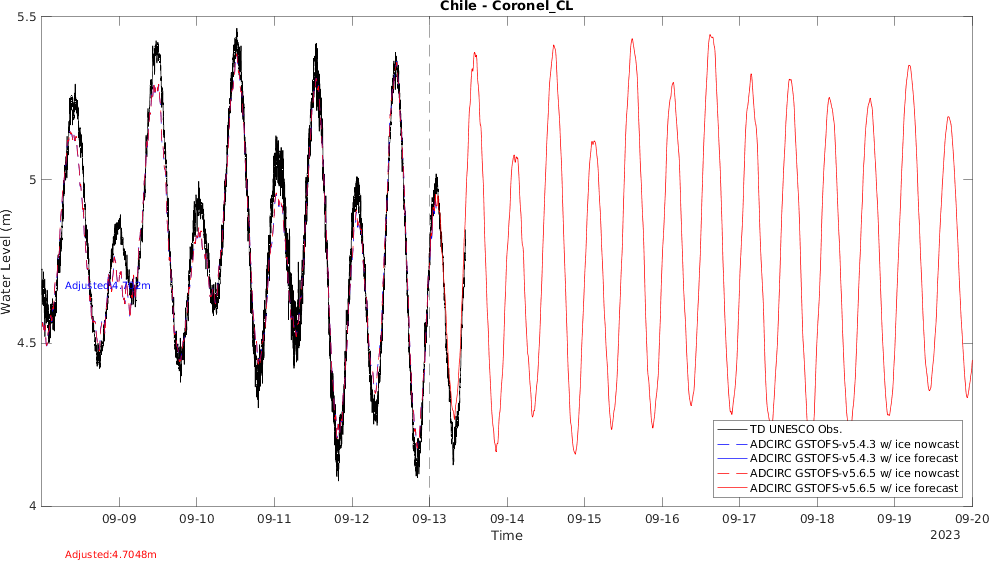 Chile - Coronel_CL
Water Level (m)
5.5
5
4.5
4
Adjusted:
TD UNESCO Obs.
ADCIRC GSTOFS-v5.4.3 w/ ice nowcast
ADCIRC GSTOFS-v5.4.3 w/ ice forecast
ADCIRC GSTOFS-v5.6.5 w/ ice nowcast
ADCIRC GSTOFS-v5.6.5 w/ ice forecast
09-09 09-10 09-11 09-12 09-13 09-14 09-15 09-16 09-17 09-18 09-19 09-20
Time
2023
Adjusted:4.7048m